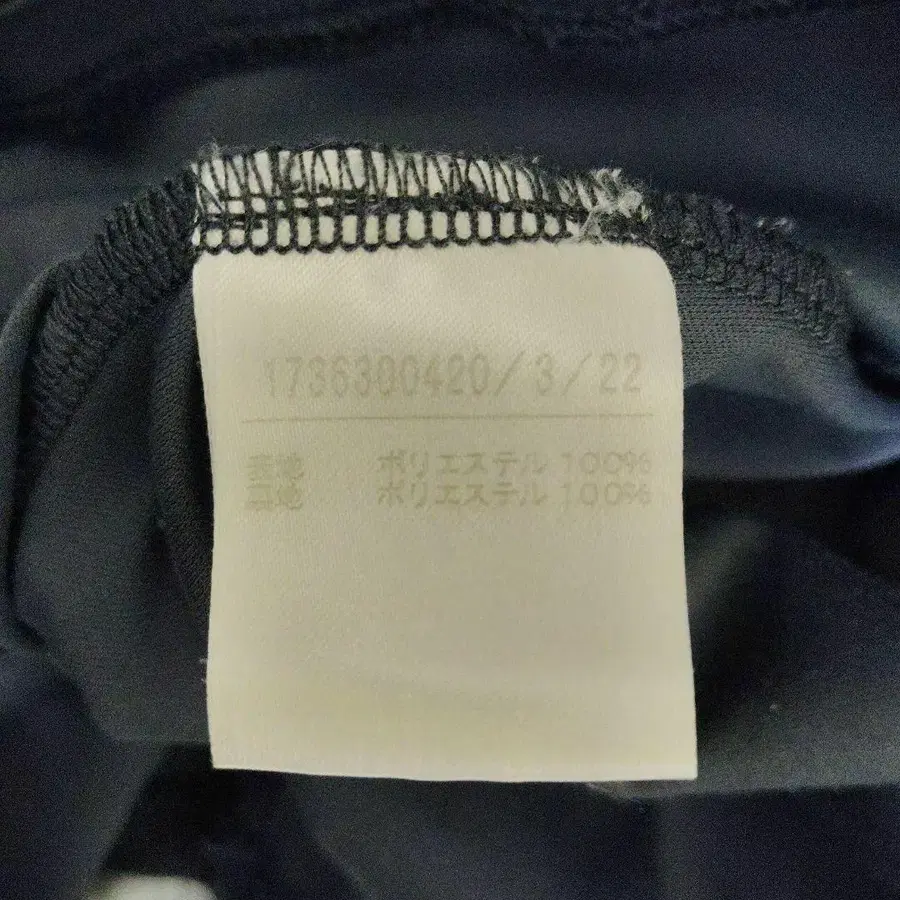 1736300420/3/22
表地 ポリエステル 100%
二地 ポリエステル 100%